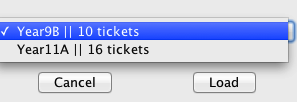 ✓ Year9B || 10 tickets
Year11A || 16 tickets
Cancel Load